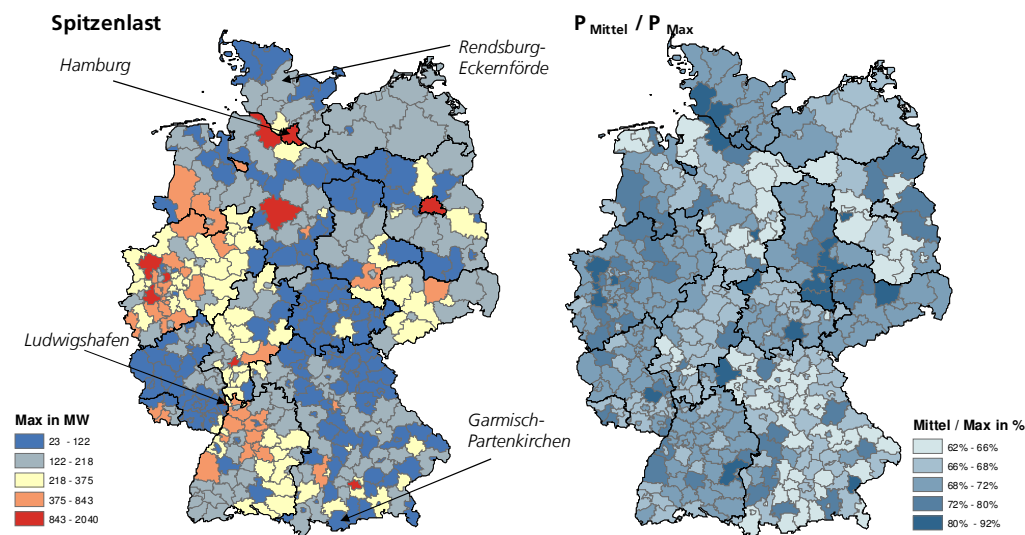 Spitzenlast
Hamburg
Rendsburg-
Eckernförde
Ludwigshafen
Garmisch-
Partenkirchen
Max in MW
23 - 122
122 - 218
218 - 375
375 - 843
843 - 2040
P Mittel / P Max
Mittel / Max in %
62% - 66%
66% - 68%
68% - 72%
72% - 80%
80% - 92%